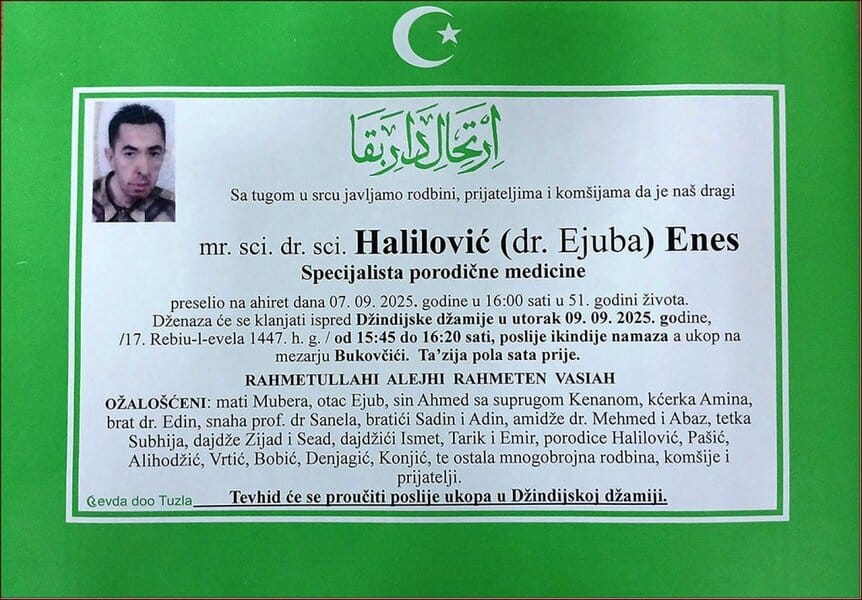 اِرْتِحَالِ دَارِ بَقَا
Sa tugom u srcu javljamo rodbini, prijateljima i komšijama da je naš dragi
mr. sci. dr. sci. Halilović (dr. Ejuba) Enes
Specijalista porodične medicine
preselio na ahiret dana 07. 09. 2025. godine u 16:00 sati u 51. godini života.
Dženaza će se klanjati ispred Džindijske džamije u utorak 09. 09. 2025. godine,
/17. Rebiu-l-evela 1447. h. g. / od 15:45 do 16:20 sati, poslije ikindije namaza a ukop na
mezarju Bukovčići. Ta'zija pola sata prije.
RAHMETULLAHI ALEJHI RAHMETEN VASIAH
OŽALOŠĆENI: mati Mubera, otac Ejub, sin Ahmed sa suprugom Kenanom, kćerka Amina,
brat dr. Edin, snaha prof. dr Sanela, bratići Sadin i Adin, amidže dr. Mehmed i Abaz, tetka
Subhija, dajdže Zijad i Sead, dajdžići Ismet, Tarik i Emir, porodice Halilović, Pašić,
Alihodžić, Vrtić, Bobić, Denjagić, Konjić, te ostala mnogobrojna rodbina, komšije i
prijatelji.
Tevhid će se proučiti poslije ukopa u Džindijskoj džamiji.
evda doo Tuzla